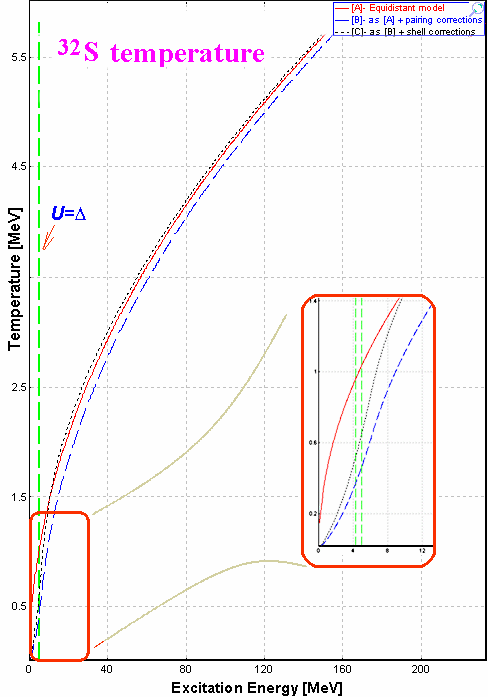 [A]- Equidistant model
[B]- as [A] + pairing corrections
[C]- as [B] + shell corrections
³²S temperature
U=Δ
Temperature [MeV]
5.5
4.5
3.5
2.5
1.5
0.5
0 40 80 120 160 200
Excitation Energy [MeV]
1.4
1
0.6
0.2
0 4 8 12